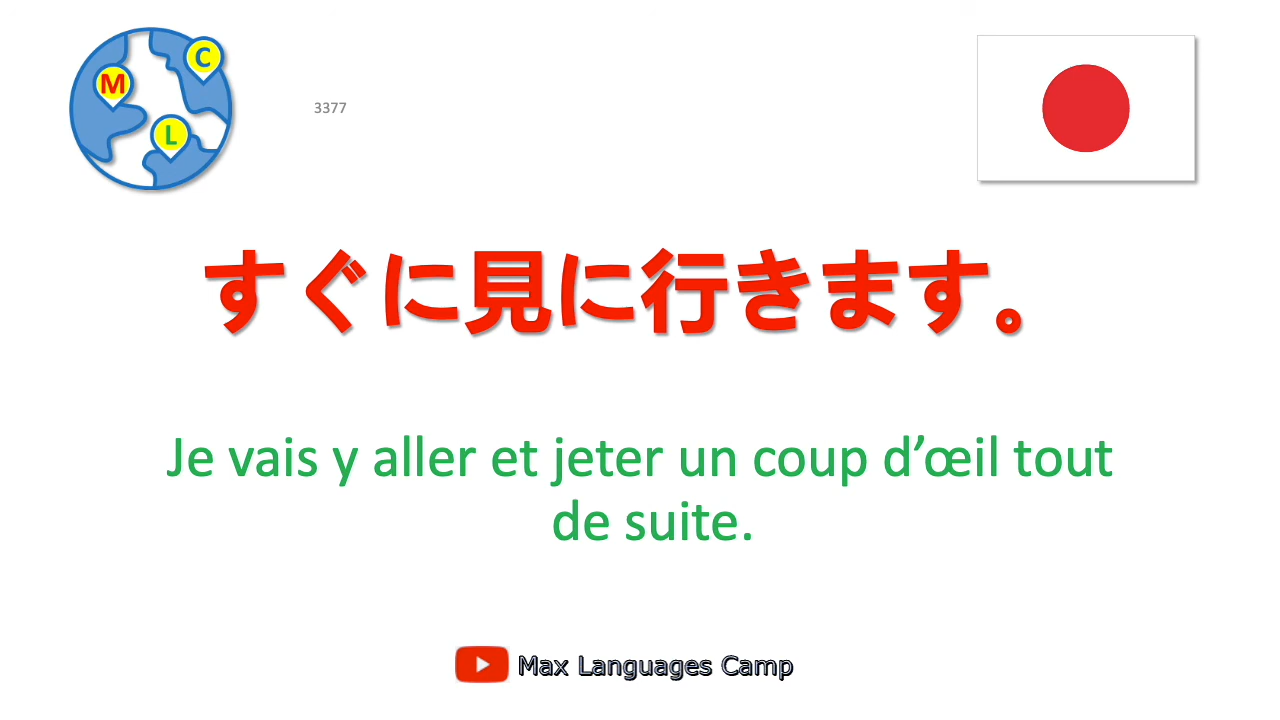 C
M
3377
L
すぐに見に行きます。
Je vais y aller et jeter un coup d’œil tout
de suite.
Max Languages Camp